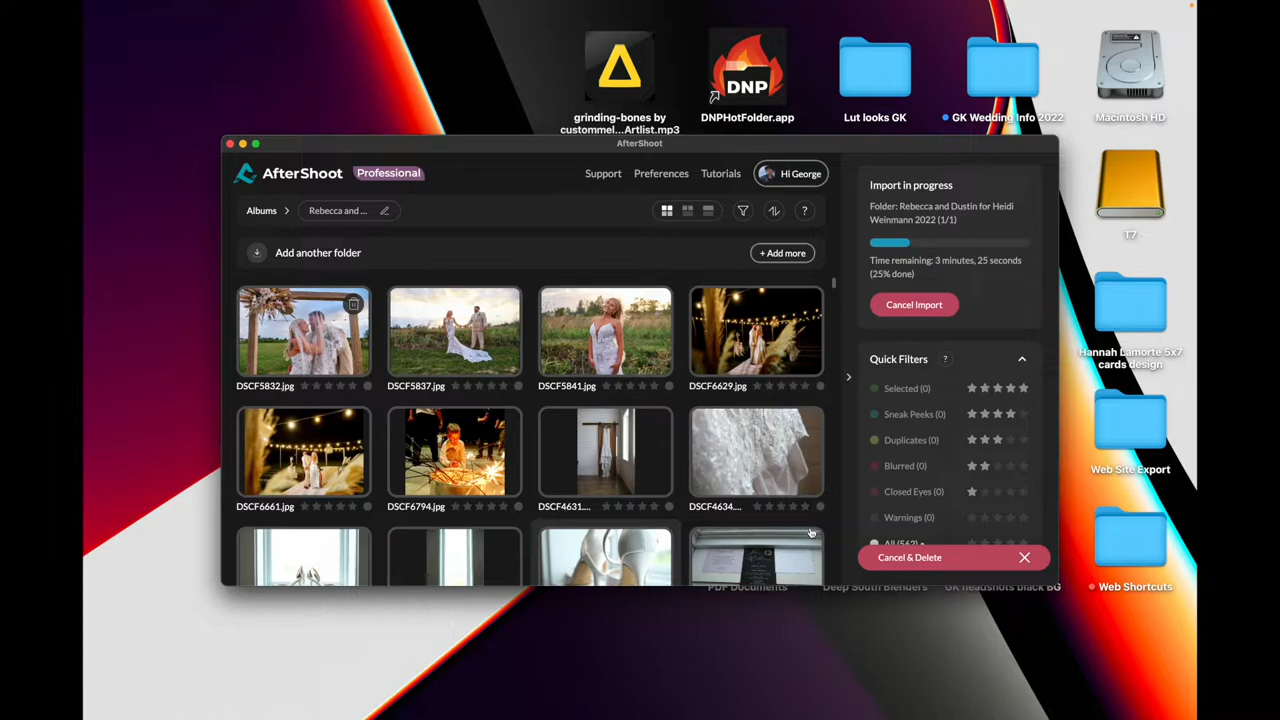 DNP
grinding-bones by
custommel...Artlist.mp3
DNPHotFolder.app
Lut looks GK
GK Wedding Info 2022
Macintosh HD
AfterShoot
AfterShoot
Professional
Support
Preferences
Tutorials
Hi George
Albums
Rebecca and ...
?
Add another folder
+ Add more
DSCF5832.jpg
DSCF5837.jpg
DSCF5841.jpg
DSCF6629.jpg
DSCF6661.jpg
DSCF6794.jpg
DSCF4631....
DSCF4634....
Import in progress
Folder: Rebecca and Dustin for Heidi
Weinmann 2022 (1/1)
Time remaining: 3 minutes, 25 seconds
(25% done)
Cancel Import
Quick Filters
?
Selected (0)
Sneak Peeks (0)
Duplicates (0)
Blurred (0)
Closed Eyes (0)
Warnings (0)
All (562)
Cancel & Delete
T7
Hannah Lamorte 5x7
cards design
Web Site Export
Web Shortcuts
PDF Documents
Deep South Blenders
GK headshots black BG